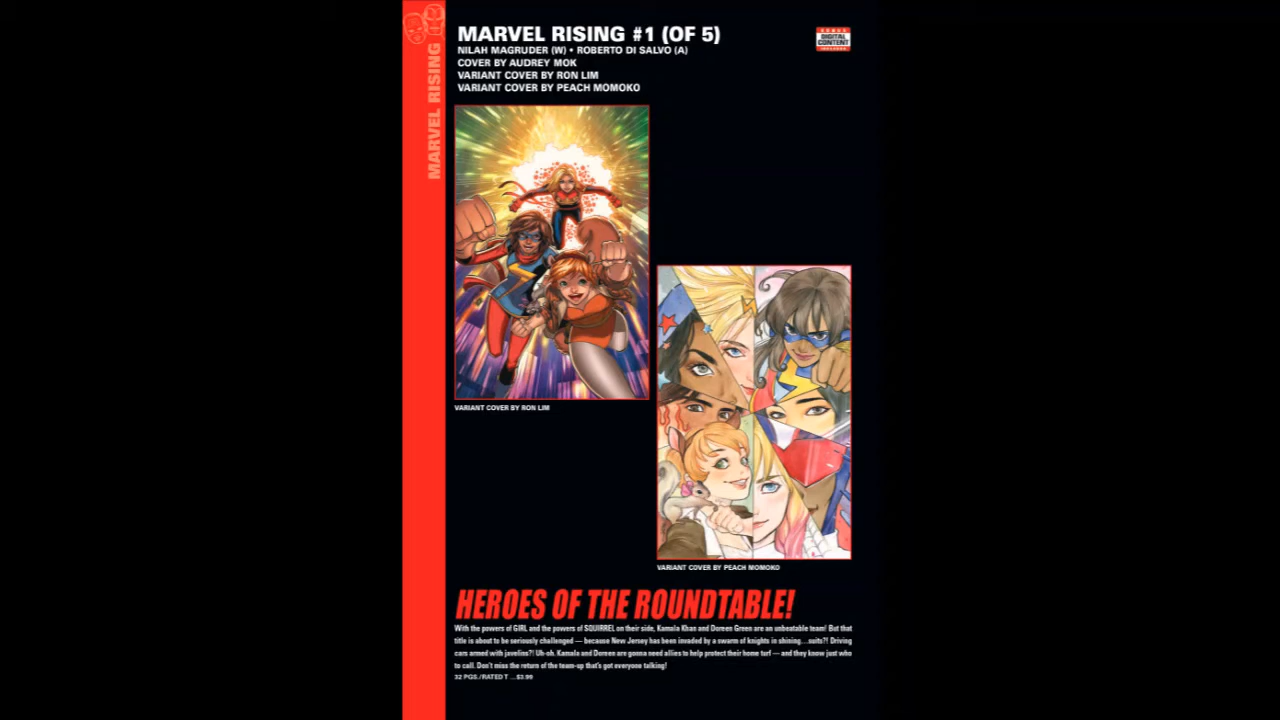 MARVEL RISING
MARVEL RISING #1 (OF 5)
NILAH MAGRUDER (W) • ROBERTO DI SALVO (A)
COVER BY AUDREY MOK
VARIANT COVER BY RON LIM
VARIANT COVER BY PEACH MOMOKO
BONUS
DIGITAL
CONTENT
INCLUDED
VARIANT COVER BY RON LIM
VARIANT COVER BY PEACH MOMOKO
HEROES OF THE ROUNDTABLE!
With the powers of GIRL and the powers of SQUIRREL on their side, Kamala Khan and Doreen Green are an unbeatable team! But that
title is about to be seriously challenged — because New Jersey has been invaded by a swarm of knights in shining…suits?! Driving
cars armed with javelins?! Uh-oh. Kamala and Doreen are gonna need allies to help protect their home turf — and they know just who
to call. Don't miss the return of the team-up that's got everyone talking!
32 PGS./RATED T …$3.99